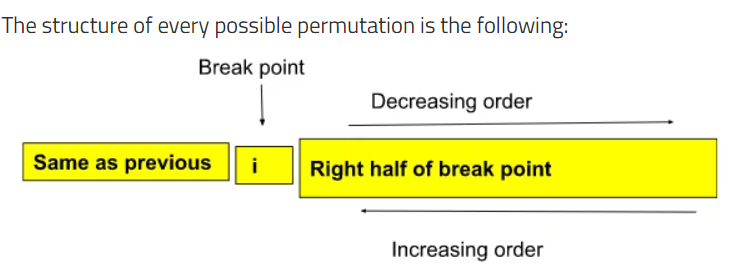 The structure of every possible permutation is the following:
Break point
Decreasing order
Same as previous
i
Right half of break point
Increasing order